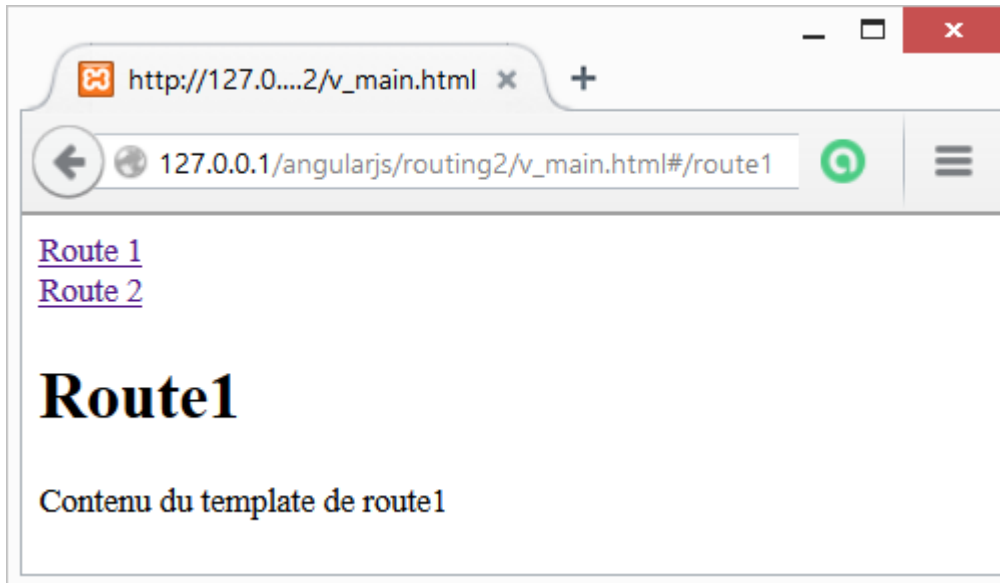 http://127.0....2/v_main.html
127.0.0.1/angularjs/routing2/v_main.html#/route1
Route 1
Route 2
Route1
Contenu du template de route1